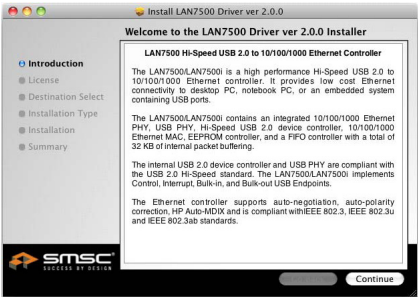 Install LAN7500 Driver ver 2.0.0
Welcome to the LAN7500 Driver ver 2.0.0 Installer
Introduction
License
Destination Select
Installation Type
Installation
Summary
LAN7500 Hi-Speed USB 2.0 to 10/100/1000 Ethernet Controller
The LAN7500/LAN7500i is a high performance Hi-Speed USB 2.0 to
10/100/1000 Ethernet controller. It provides low cost Ethernet
connectivity to desktop PC, notebook PC, or an embedded system
containing USB ports.
The LAN7500/LAN7500i contains an integrated 10/100/1000 Ethernet
PHY, USB PHY, Hi-Speed USB 2.0 device controller, 10/100/1000
Ethernet MAC, EEPROM controller, and a FIFO controller with a total of
32 KB of internal packet buffering.
The internal USB 2.0 device controller and USB PHY are compliant with
the USB 2.0 Hi-Speed standard. The LAN7500/LAN7500i implements
Control, Interrupt, Bulk-in, and Bulk-out USB Endpoints.
The Ethernet controller supports auto-negotiation, auto-polarity
correction, HP Auto-MDIX and is compliant withIEEE 802.3, IEEE 802.3u
and IEEE 802.3ab standards.
smsc
SUCCESS BY DESIGN
Continue